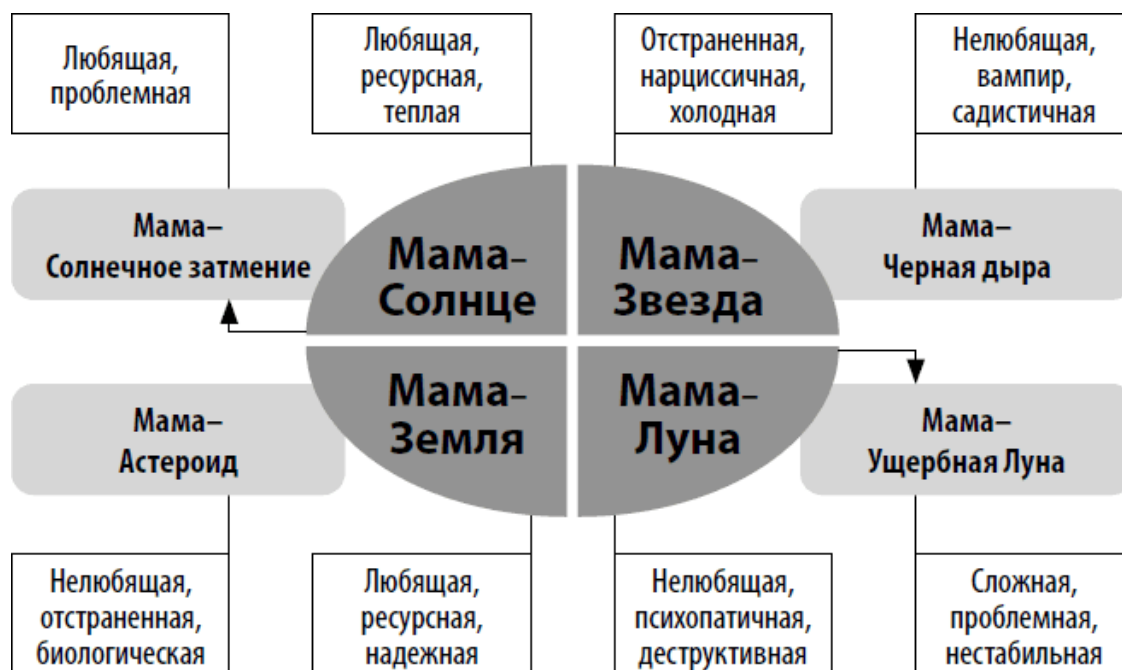 Любящая,
проблемная
Любящая,
ресурсная,
теплая
Отстраненная,
нарциссичная,
холодная
Нелюбящая,
вампир,
садистичная
Мама–
Солнечное затмение
Мама–
Солнце
Мама–
Звезда
Мама–
Черная дыра
Мама–
Астероид
Мама–
Земля
Мама–
Луна
Мама–
Ущербная Луна
Нелюбящая,
отстраненная,
биологическая
Любящая,
ресурсная,
надежная
Нелюбящая,
психопатичная,
деструктивная
Сложная,
проблемная,
нестабильная